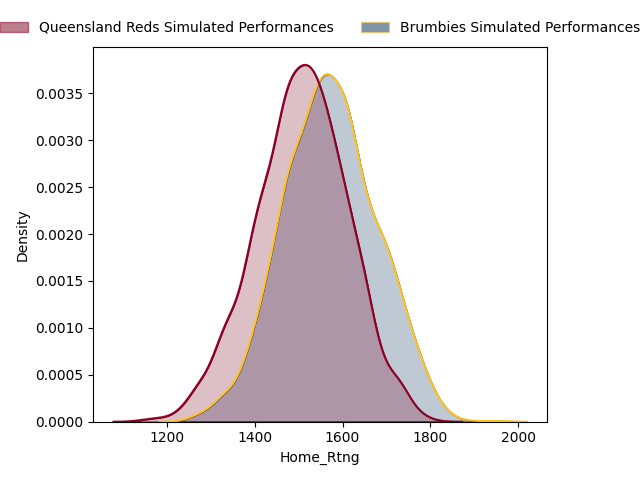 Queensland Reds Simulated Performances
Brumbies Simulated Performances
0.0035
0.0030
0.0025
0.0020
0.0015
0.0010
0.0005
0.0000
Density
1200 1400 1600 1800 2000
Home_Rtng